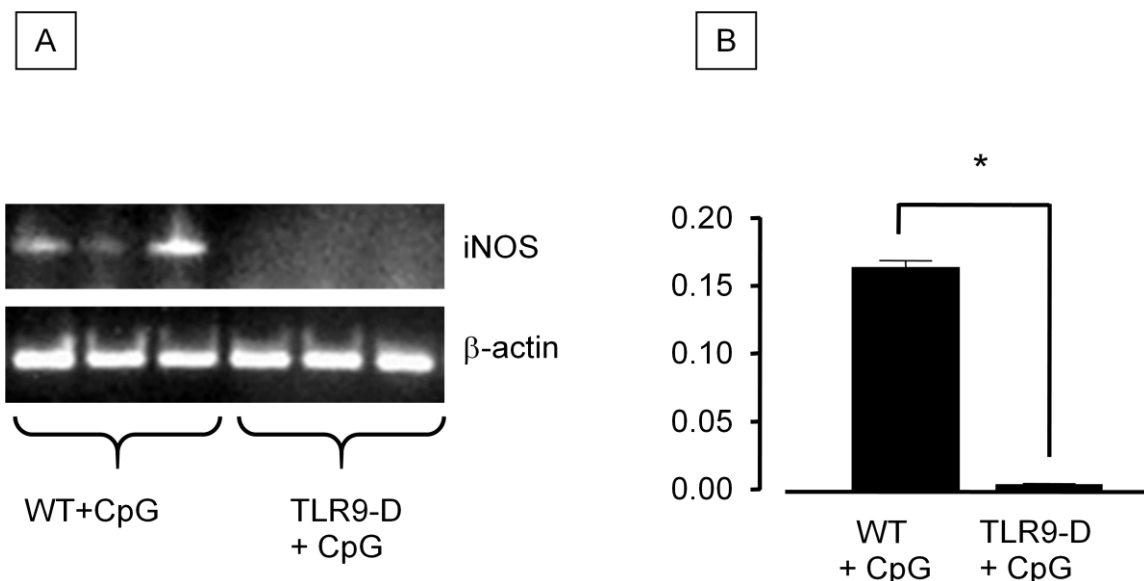 A
iNOS
β-actin
WT+CpG
TLR9-D
+ CpG
B
*
0.20
0.15
0.10
0.05
0.00
WT
+ CpG
TLR9-D
+ CpG